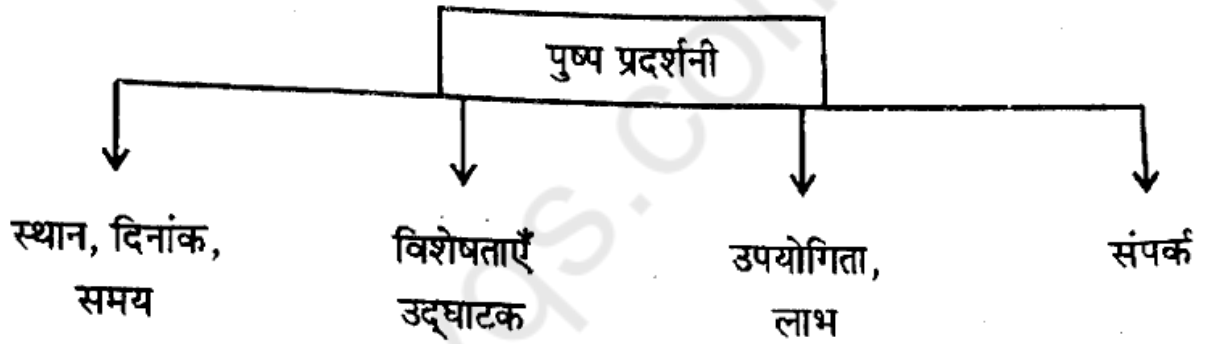 पुष्प प्रदर्शनी
स्थान, दिनांक,
समय
विशेषताएँ
उद्घाटक
उपयोगिता,
लाभ
संपर्क